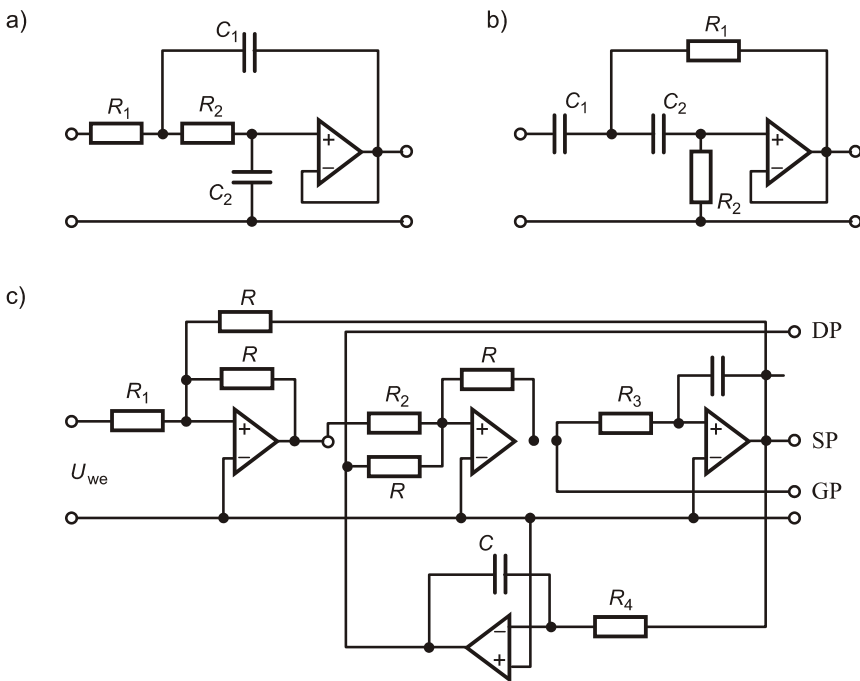 a)
C1
R1
R2
C2
+
−
b)
R1
C1
C2
R2
+
−
c)
R
DP
R
R
R1
R2
R3
+
−
+
−
+
−
SP
Uwe
R
GP
C
R4
−
+